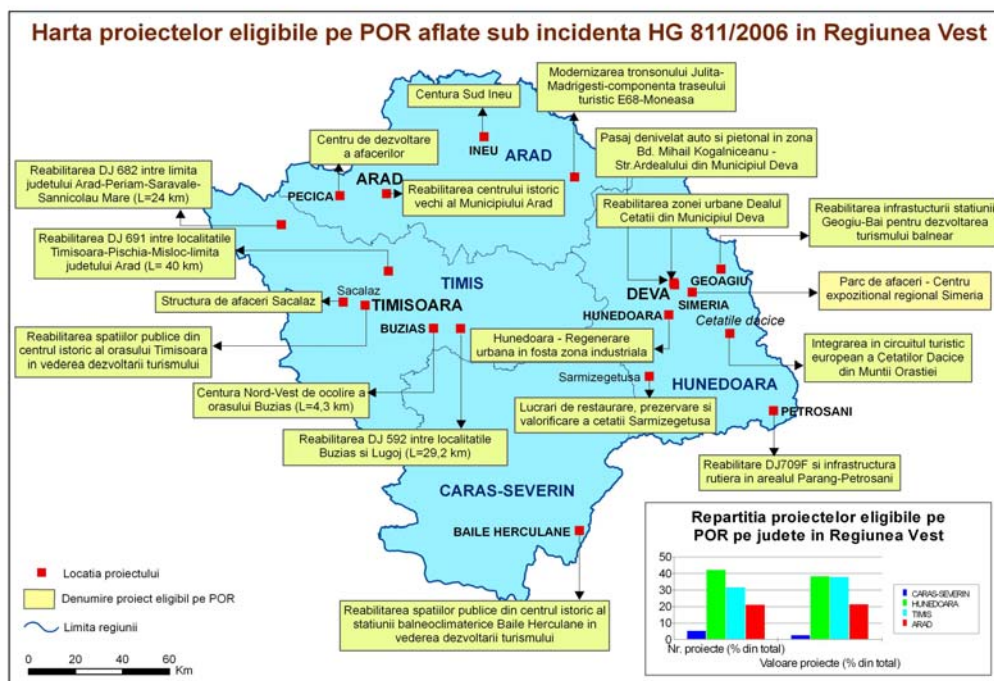 Harta proiectelor eligibile pe POR aflate sub incidenta HG 811/2006 in Regiunea Vest
Modernizarea tronsonului Julita-
Madrigesti-componenta traseului
turistic E68-Moneasa
Centura Sud Ineu
INEU
ARAD
Centru de dezvoltare
a afacerilor
Pasaj denivelat auto si pietonal in zona
Bd. Mihail Kogalniceanu -
Str.Ardealului din Municipiul Deva
Reabilitarea DJ 682 intre limita
judetului Arad-Periam-Saravale-
Sannicolau Mare (L=24 km)
PECICA
ARAD
Reabilitarea centrului istoric
vechi al Municipiului Arad
Reabilitarea zonei urbane Dealul
Cetatii din Municipiul Deva
Reabilitarea infrastucturii statiunii
Geogiu-Bai pentru dezvoltarea
turismului balnear
Reabilitarea DJ 691 intre localitatile
Timisoara-Pischia-Misloc-limita
judetului Arad (L= 40 km)
TIMIS
GEOAGIU
DEVA
SIMERIA
Parc de afaceri - Centru
expozitional regional Simeria
Structura de afaceri Sacalaz
Sacalaz
TIMISOARA
HUNEDOARA
Cetatile dacice
BUZIAS
Reabilitarea spatiilor publice din
centrul istoric al orasului Timisoara
in vederea dezvoltarii turismului
Hunedoara - Regenerare
urbana in fosta zona industriala
Integrarea in circuitul turistic
european a Cetatilor Dacice
din Muntii Orastiei
Sarmizegetusa
HUNEDOARA
Centura Nord-Vest de ocolire a
orasului Buzias (L=4,3 km)
Lucrari de restaurare, prezervare si
valorificare a cetatii Sarmizegetusa
PETROSANI
Reabilitarea DJ 592 intre localitatile
Buzias si Lugoj (L=29,2 km)
Reabilitare DJ709F si infrastructura
rutiera in arealul Parang-Petrosani
CARAS-SEVERIN
BAILE HERCULANE
Reabilitarea spatiilor publice din centrul istoric al
statiunii balneoclimaterice Baile Herculane in
vederea dezvoltarii turismului
Locatia proiectului
Denumire proiect eligibil pe POR
Limita regiunii
0 20 40 60
Km
Repartitia proiectelor eligibile pe
POR pe judete in Regiunea Vest
50
40
30
20
10
0
CARAS-SEVERIN
HUNEDOARA
TIMIS
ARAD
Nr. proiecte (% din total)
Valoare proiecte (% din total)